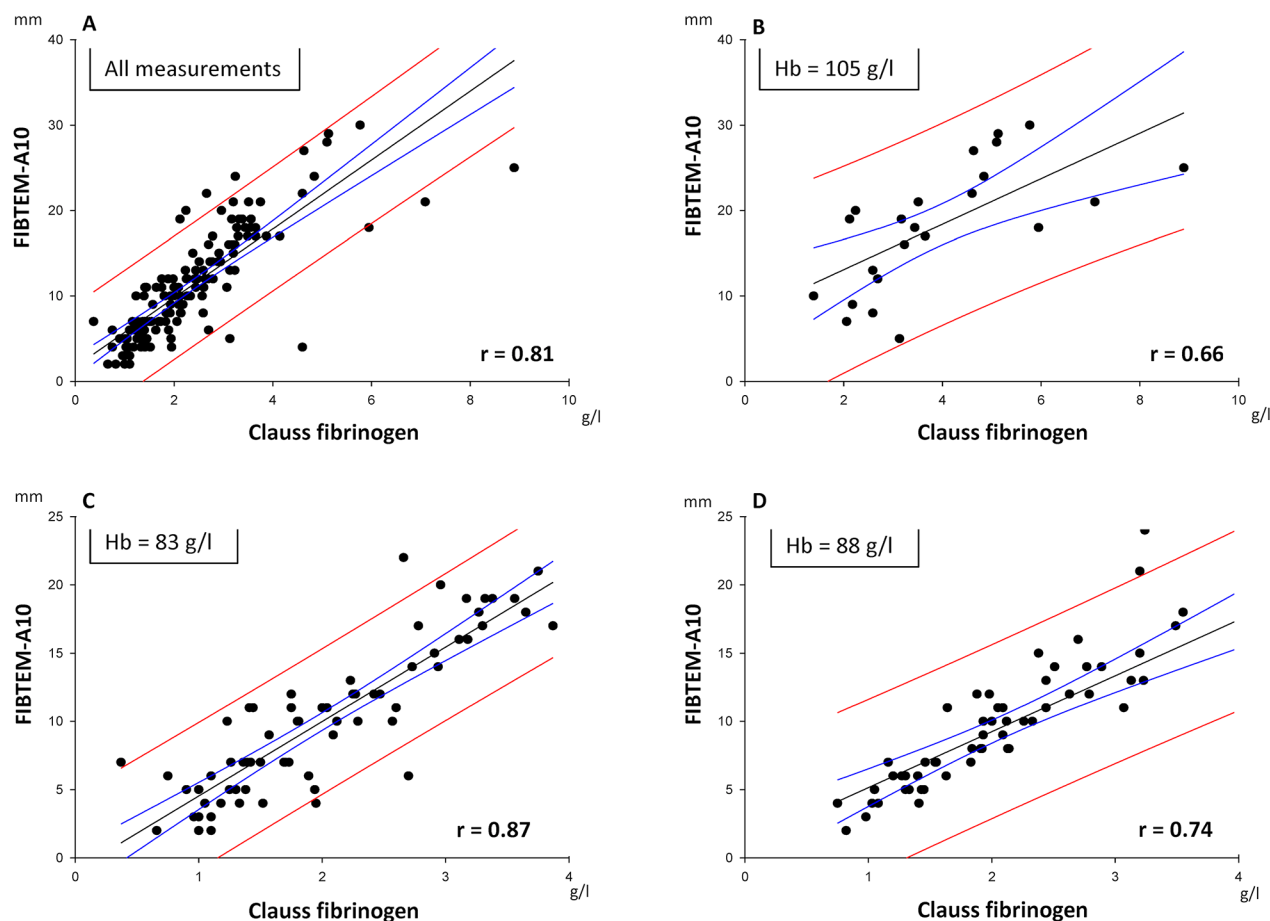 mm
A
40
All measurements
30
FIBTEM-A10
20
10
r = 0.81
0
0 2 4 6 8 10
g/l
Clauss fibrinogen
mm
B
40
Hb = 105 g/l
30
FIBTEM-A10
20
10
r = 0.66
0
0 2 4 6 8 10
g/l
Clauss fibrinogen
mm
C
25
Hb = 83 g/l
20
15
FIBTEM-A10
10
5
r = 0.87
0
0 1 2 3 4
g/l
Clauss fibrinogen
mm
D
25
Hb = 88 g/l
20
15
FIBTEM-A10
10
5
r = 0.74
0
0 1 2 3 4
g/l
Clauss fibrinogen